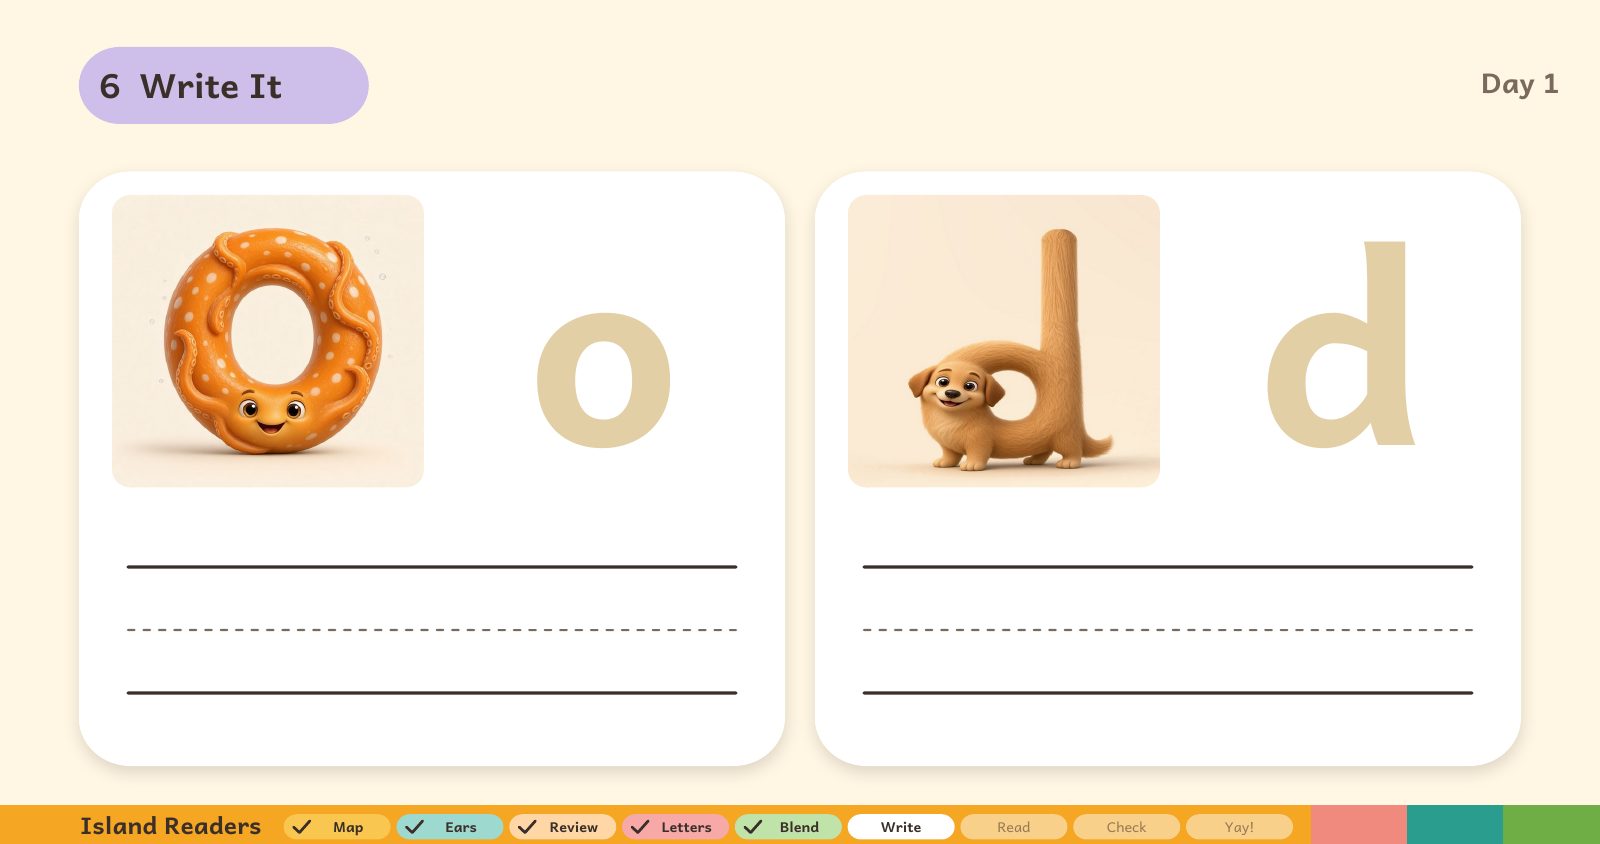 6 Write It
Day 1
o
d
Island Readers
Map
Ears
Review
Letters
Blend
Write
Read
Check
Yay!